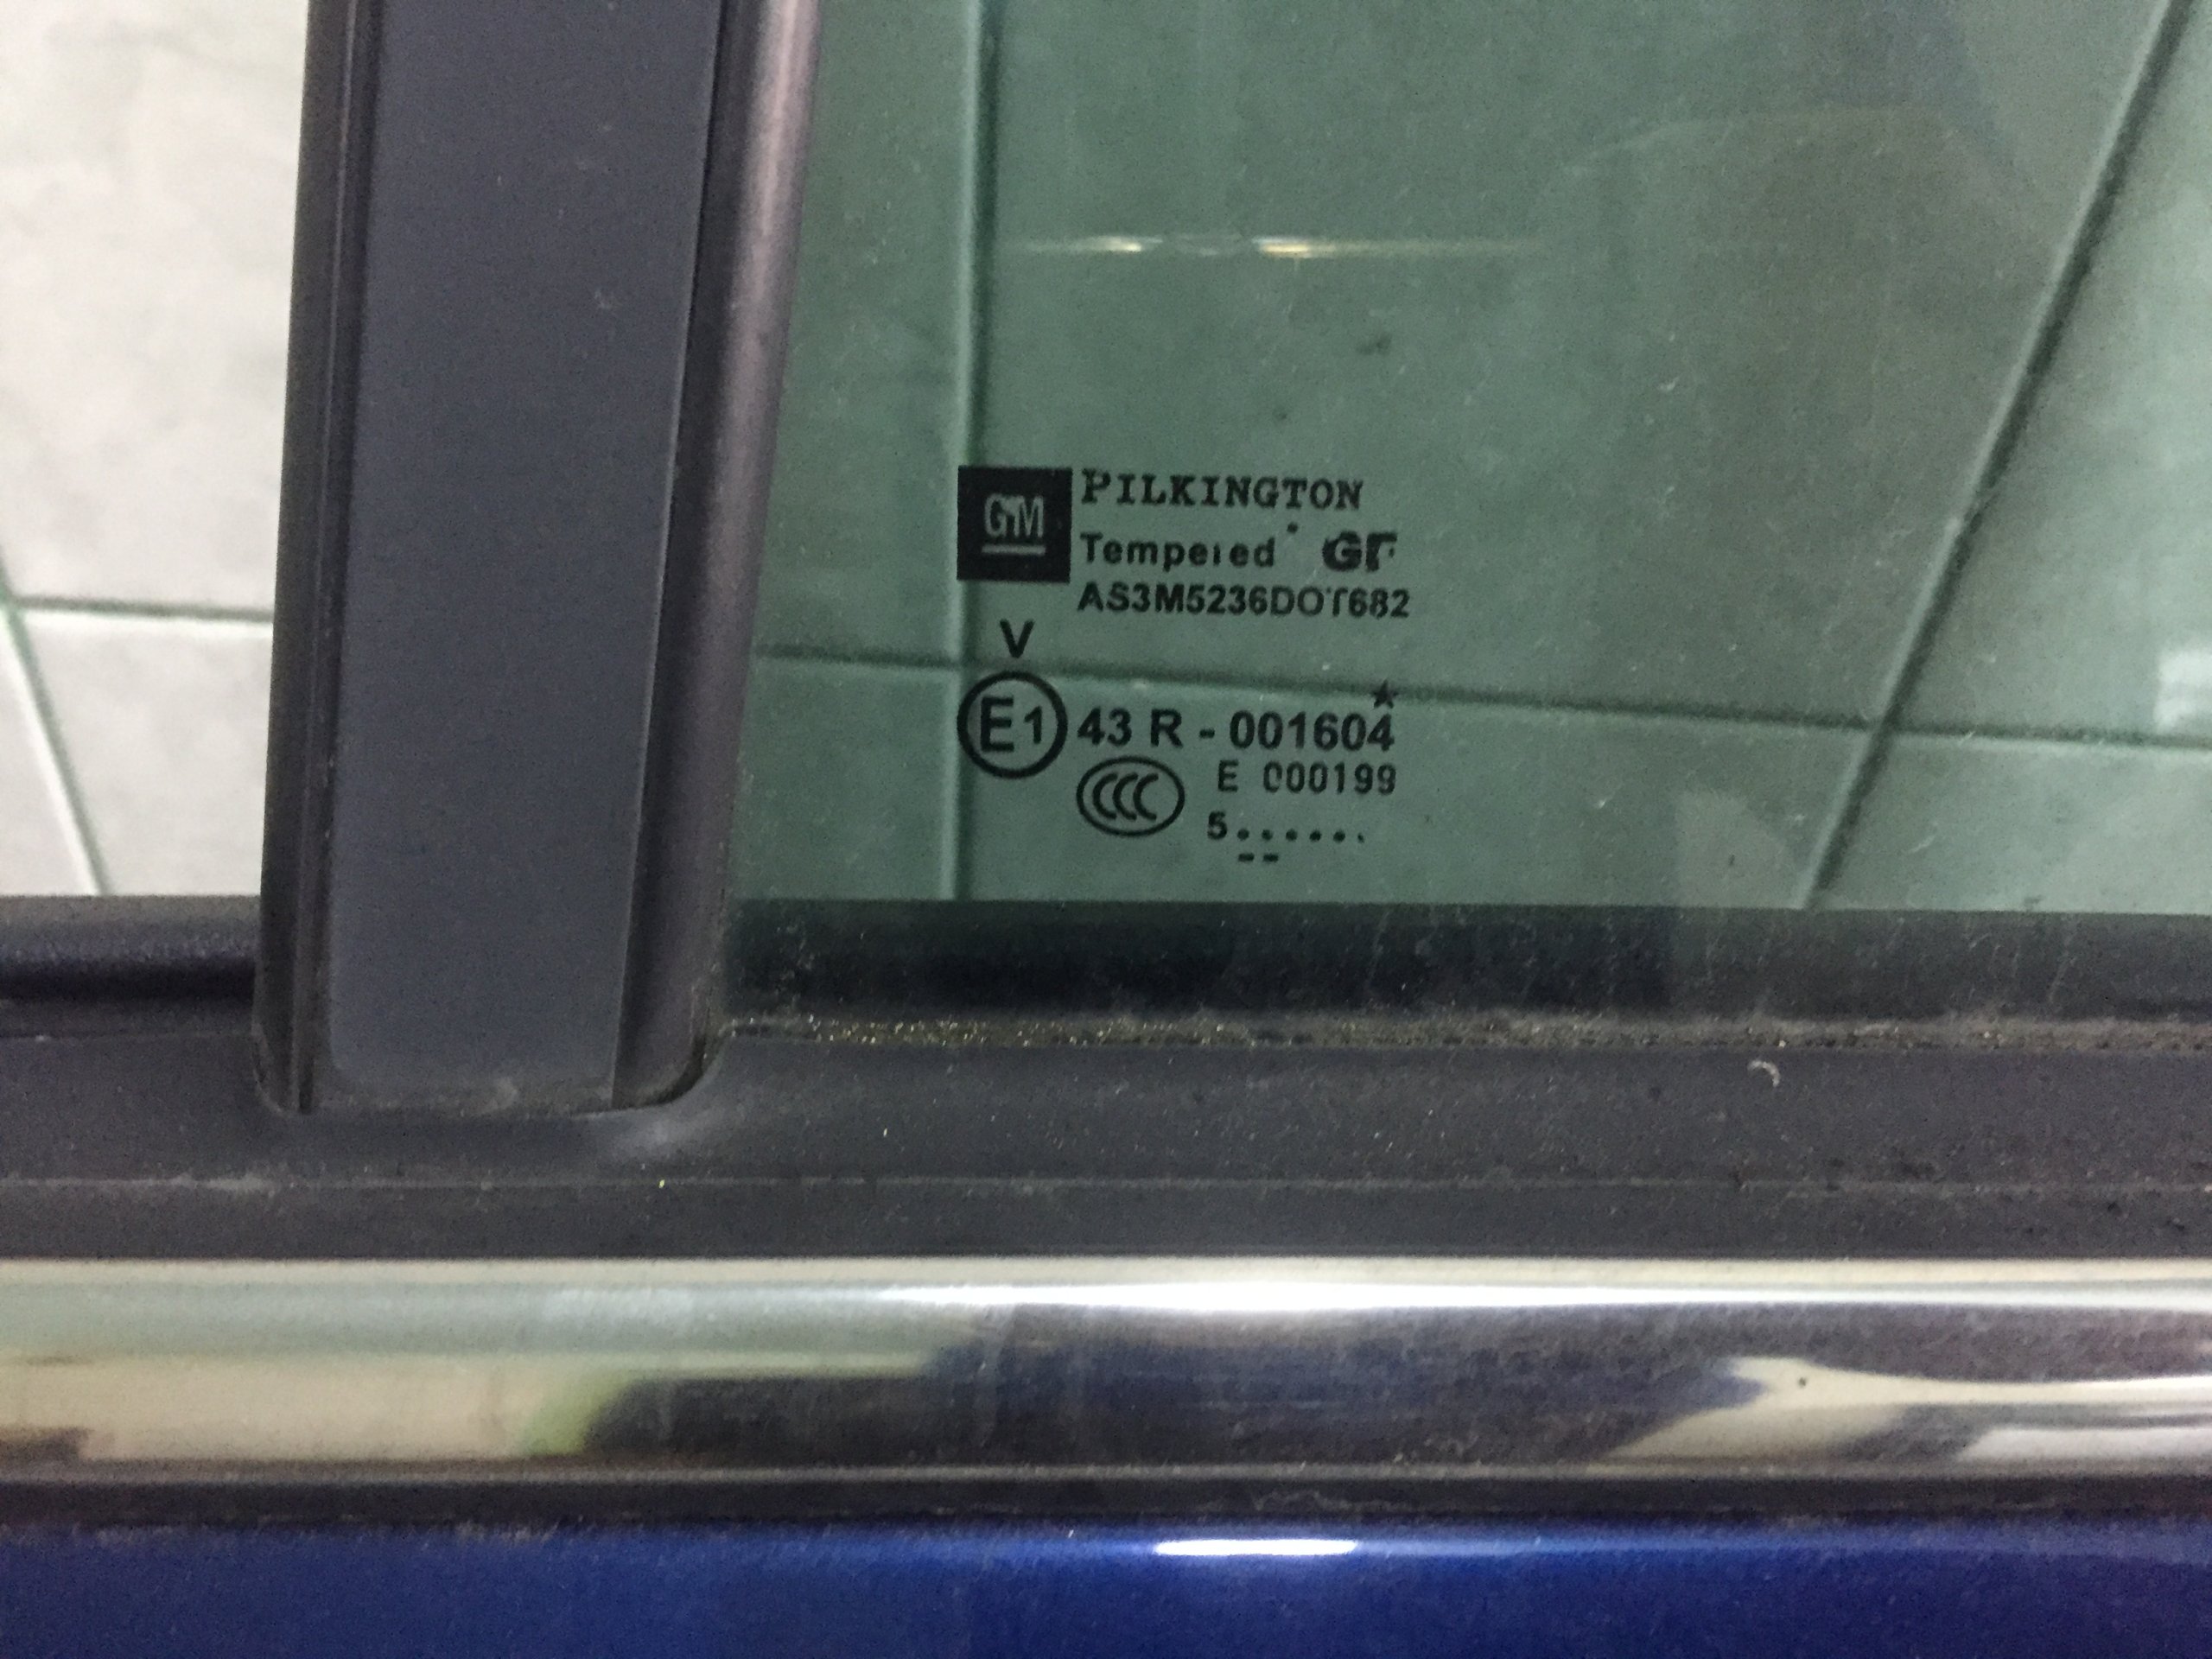 GM
PILKINGTON
Tempered GF
AS3M5236DOT682
V
E1 43 R - 001604
CCC E 000199
5......
--